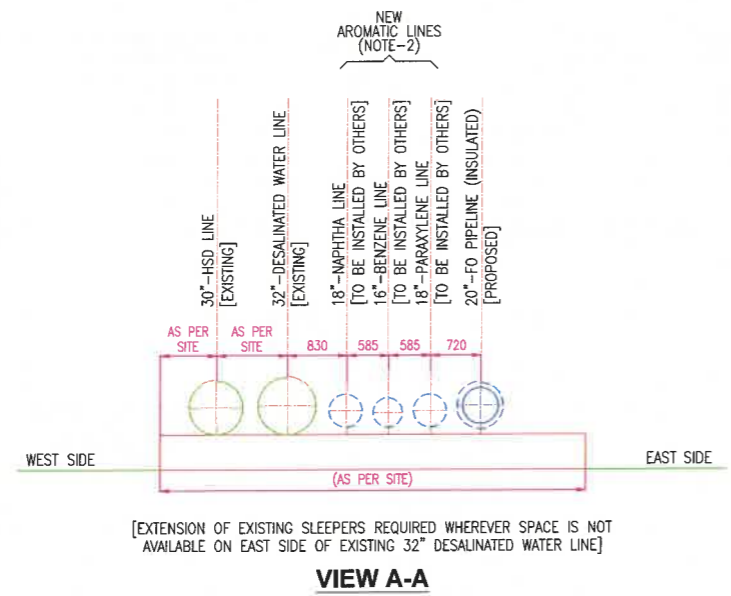 NEW
AROMATIC LINES
(NOTE-2)
30"-HSD LINE
[EXISTING]
32"-DESALINATED WATER LINE
[EXISTING]
18"-NAPHTHA LINE
[TO BE INSTALLED BY OTHERS]
16"-BENZENE LINE
[TO BE INSTALLED BY OTHERS]
18"-PARAXYLENE LINE
[TO BE INSTALLED BY OTHERS]
20"-FO PIPELINE (INSULATED)
[PROPOSED]
AS PER
SITE
AS PER
SITE
830
585
585
720
WEST SIDE
EAST SIDE
(AS PER SITE)
[EXTENSION OF EXISTING SLEEPERS REQUIRED WHEREVER SPACE IS NOT
AVAILABLE ON EAST SIDE OF EXISTING 32" DESALINATED WATER LINE]
VIEW A-A